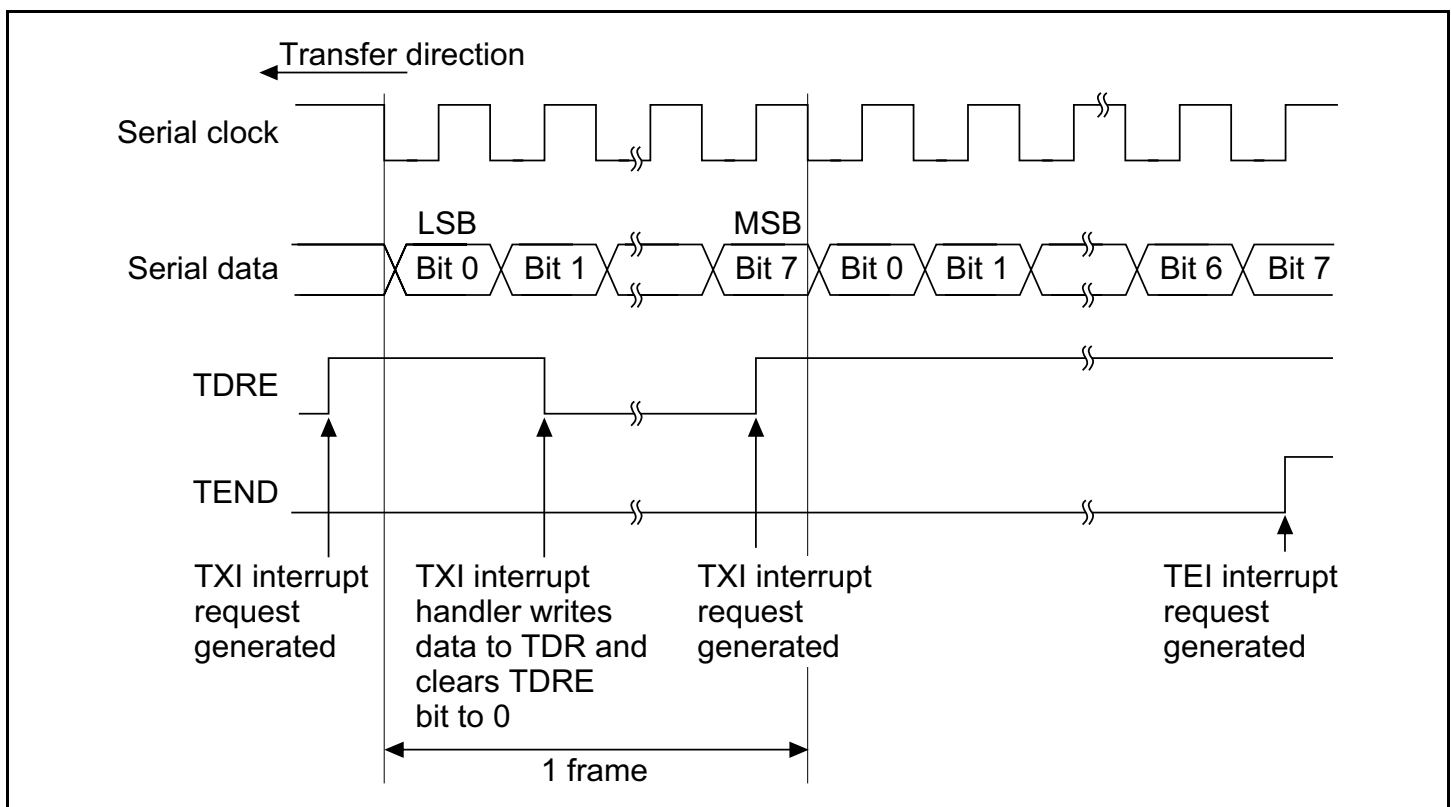 Transfer direction
Serial clock
LSB
MSB
Serial data
Bit 0
Bit 1
Bit 7
Bit 0
Bit 1
Bit 6
Bit 7
TDRE
TEND
TXI interrupt
request
generated
TXI interrupt
handler writes
data to TDR and
clears TDRE
bit to 0
TXI interrupt
request
generated
TEI interrupt
request
generated
1 frame